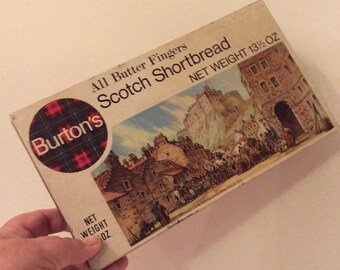 All Butter Fingers
Scotch Shortbread
NET WEIGHT 13½ OZ
Burton's
NET
WEIGHT
OZ